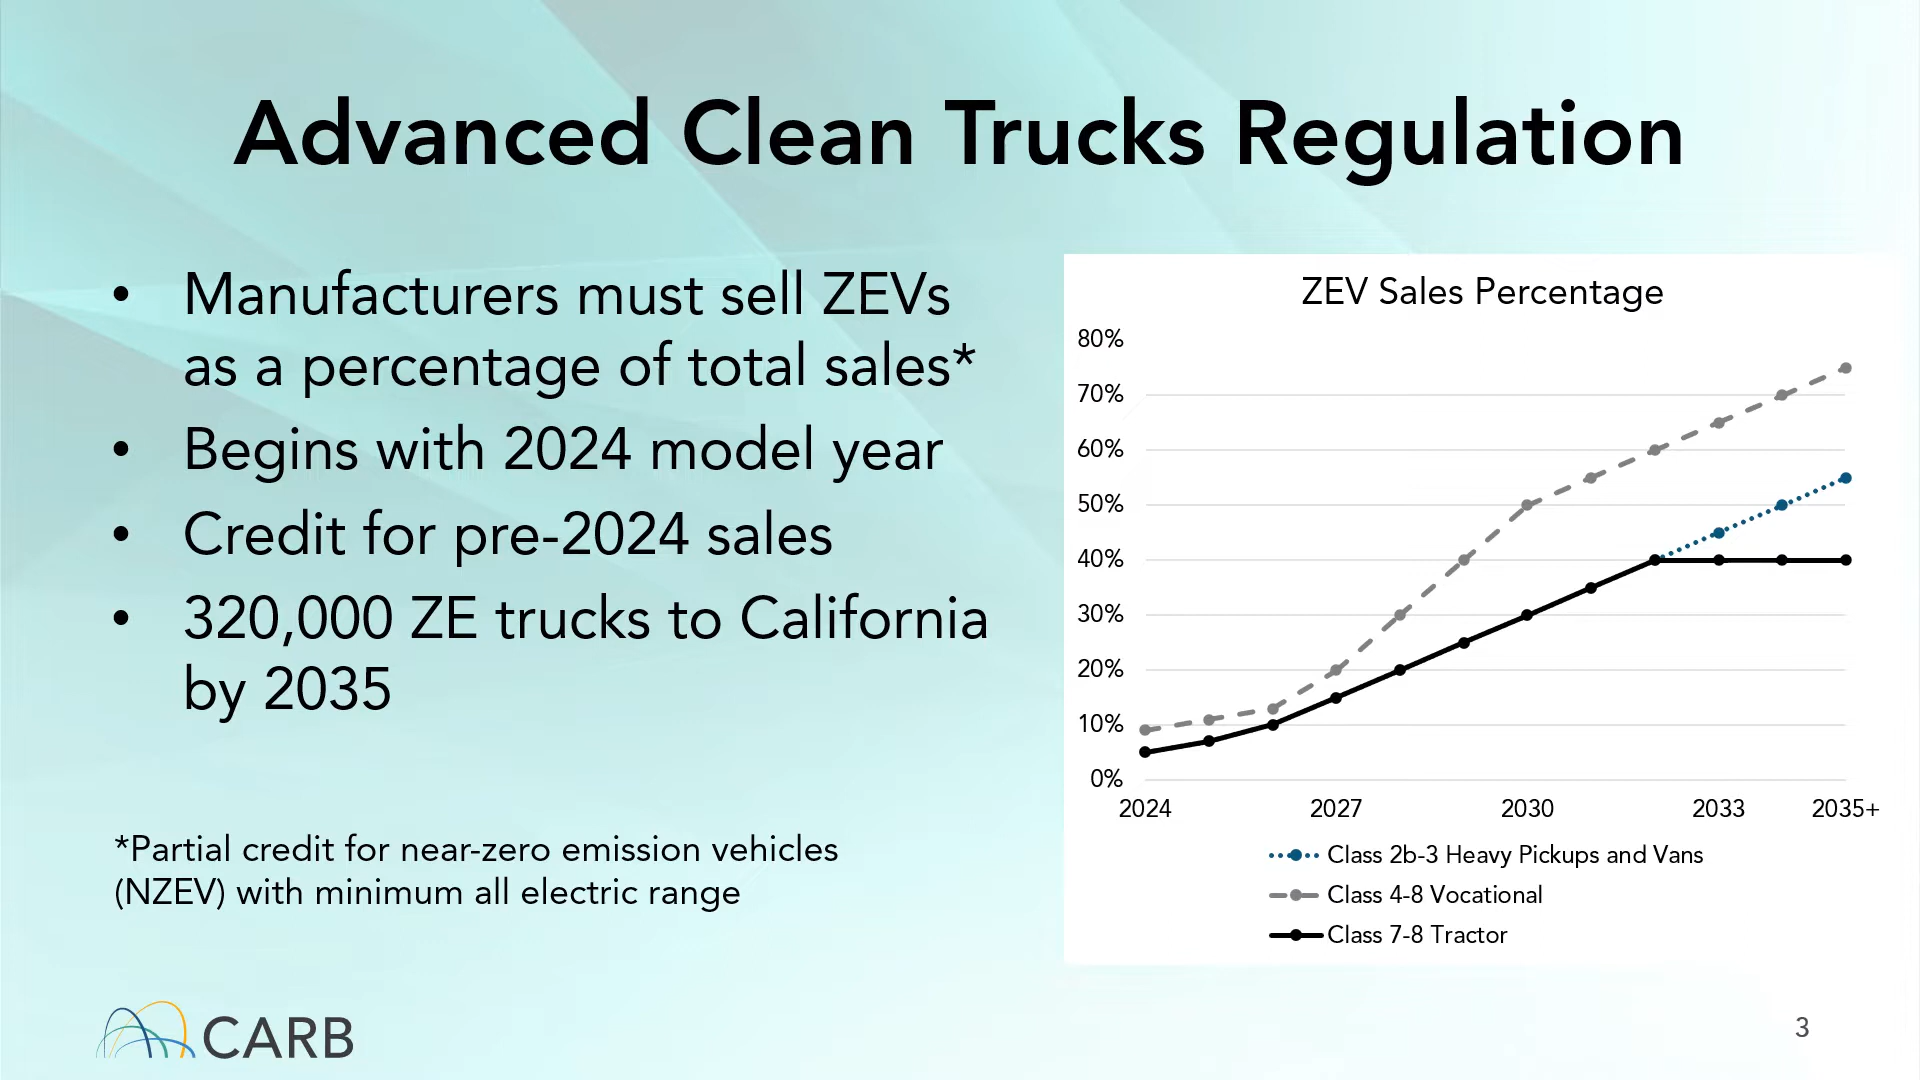 Advanced Clean Trucks Regulation
• Manufacturers must sell ZEVs
as a percentage of total sales*
• Begins with 2024 model year
• Credit for pre-2024 sales
• 320,000 ZE trucks to California
by 2035
*Partial credit for near-zero emission vehicles
(NZEV) with minimum all electric range
ZEV Sales Percentage
80%
70%
60%
50%
40%
30%
20%
10%
0%
2024 2027 2030 2033 2035+
Class 2b-3 Heavy Pickups and Vans
Class 4-8 Vocational
Class 7-8 Tractor
CARB
3